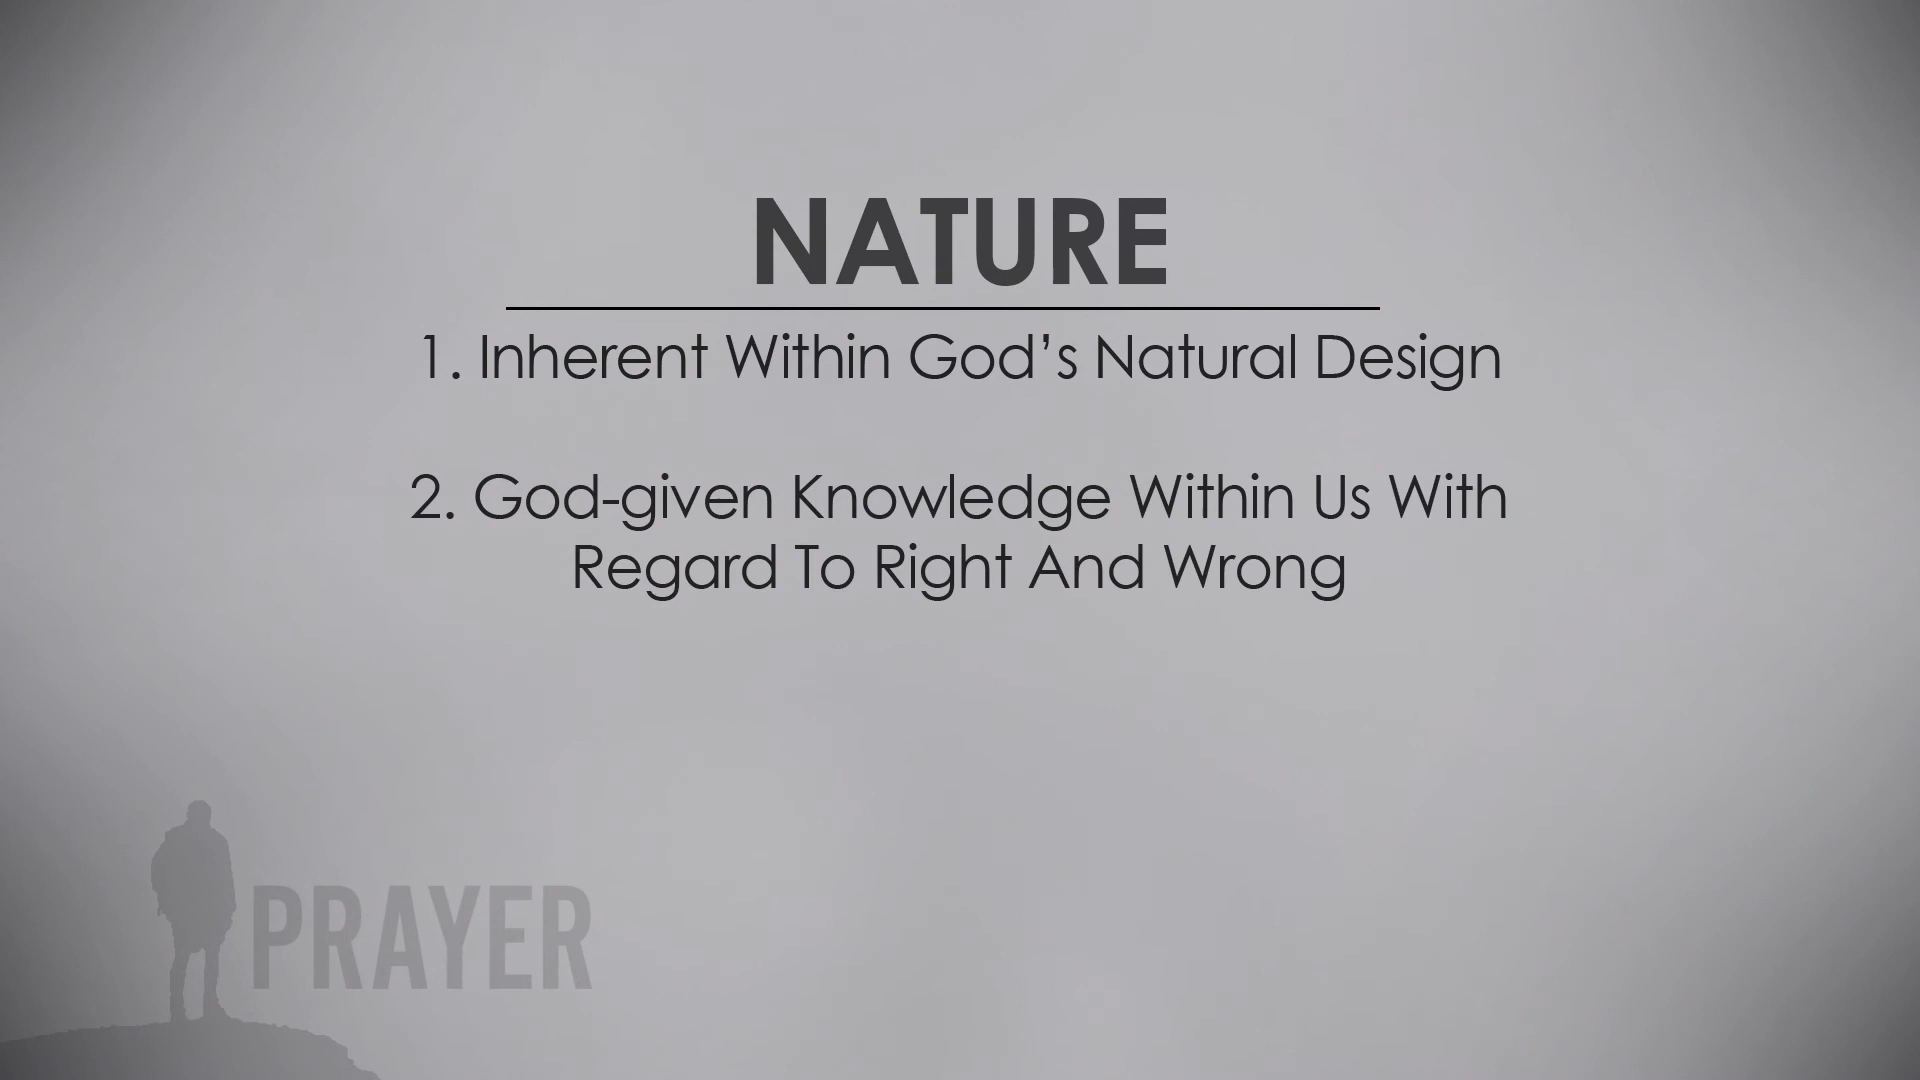 NATURE
1. Inherent Within God’s Natural Design
2. God-given Knowledge Within Us With
Regard To Right And Wrong
PRAYER